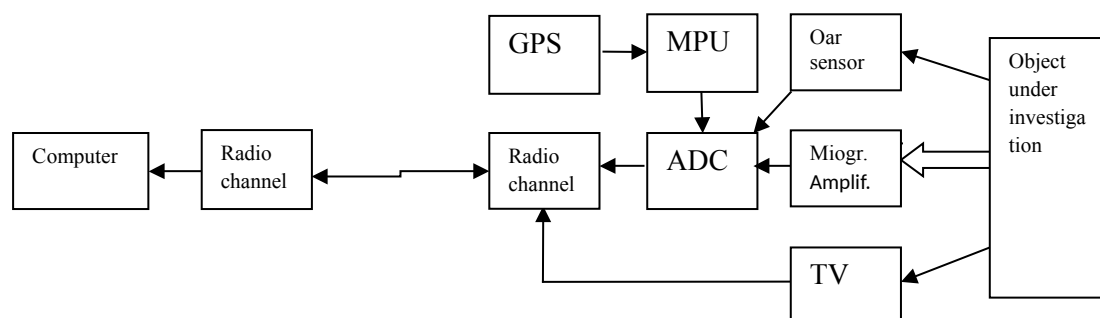 GPS
MPU
Oar
sensor
Object
under
investiga
tion
Computer
Radio
channel
Radio
channel
ADC
Miogr.
Amplif.
TV